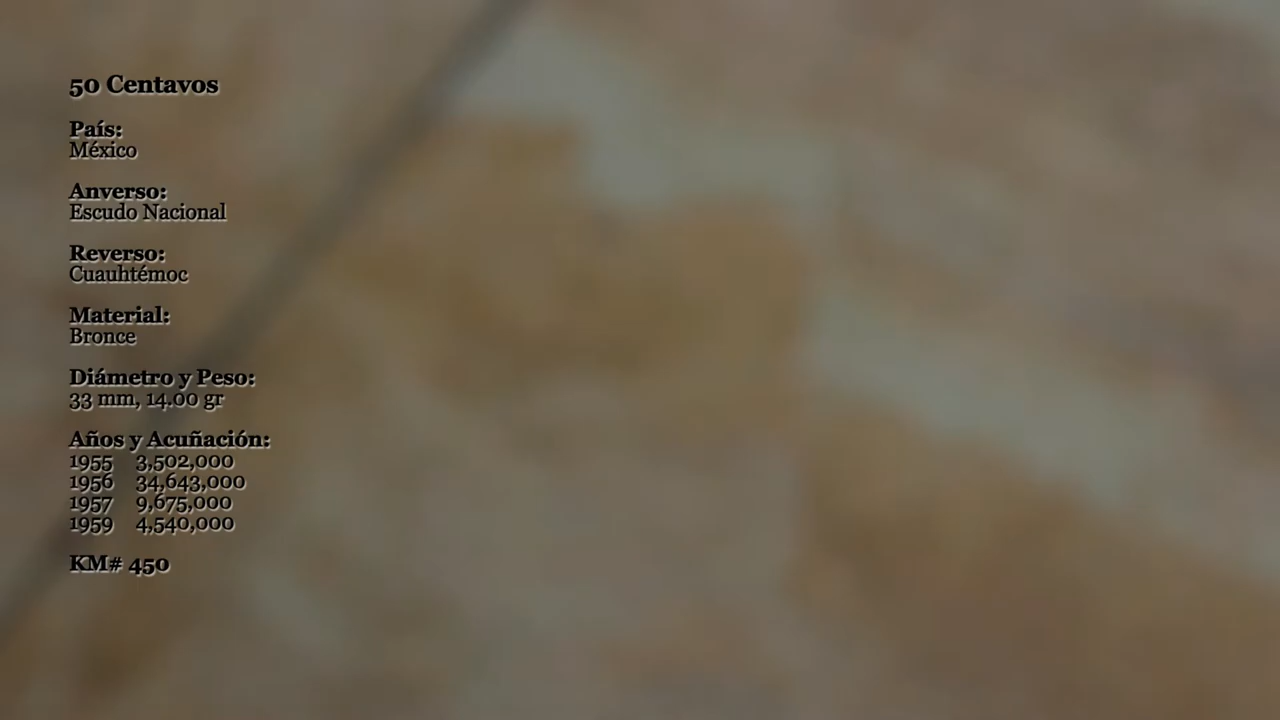 50 Centavos
País:
México
Anverso:
Escudo Nacional
Reverso:
Cuauhtémoc
Material:
Bronce
Diámetro y Peso:
33 mm, 14.00 gr
Años y Acuñación:
1955 3,502,000
1956 34,643,000
1957 9,675,000
1959 4,540,000
KM# 450